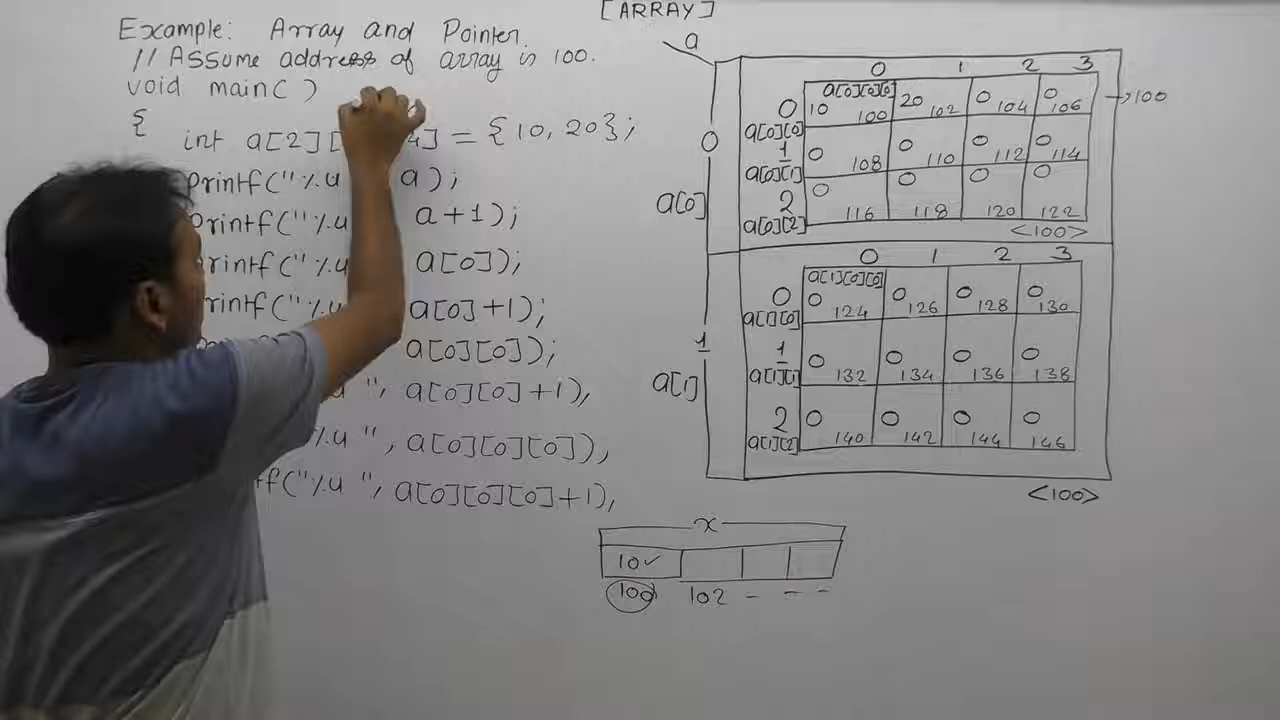 [ARRAY]
Example: Array and Pointer.
// Assume address of array is 100.
void main( )
{
int a[2][ 4] = {10, 20};
printf("%u a);
printf("%u a+1);
printf("%u a[0]);
printf("%u a[0]+1);
a[0][0]);
", a[0][0]+1),
%u ", a[0][0][0]),
tf("%u ", a[0][0][0]+1),
a
0 1 2 3
a[0][0][0]
0 10 100 20 102 0 104 0 106
→100
a[0][0]
1 0 108 0 110 0 112 0 114
a[0][1]
2 0 116 0 118 0 120 0 122
a[0][2]
<100>
0
a[0]
0 1 2 3
a[1][0][0]
0 0 124 0 126 0 128 0 130
a[1][0]
1 0 132 0 134 0 136 0 138
a[1][1]
2 0 140 0 142 0 144 0 146
a[1][2]
1
a[1]
<100>
x
10✓
100 102 - - -